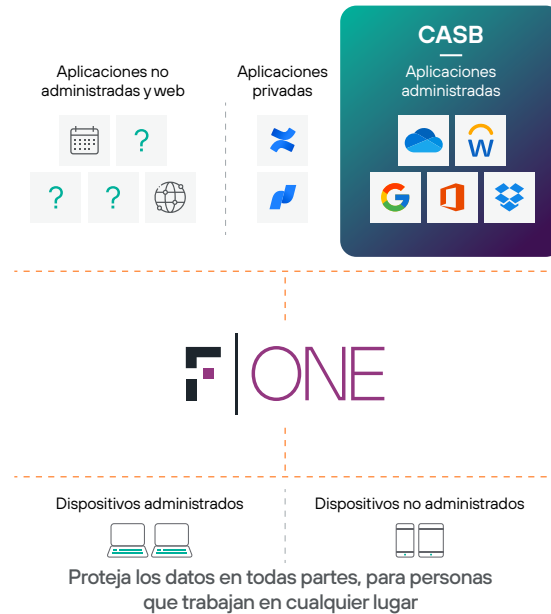 CASB
Aplicaciones no
administradas y web
Aplicaciones
privadas
Aplicaciones
administradas
?
W
? ?
G
F|ONE
Dispositivos administrados
Dispositivos no administrados
Proteja los datos en todas partes, para personas
que trabajan en cualquier lugar